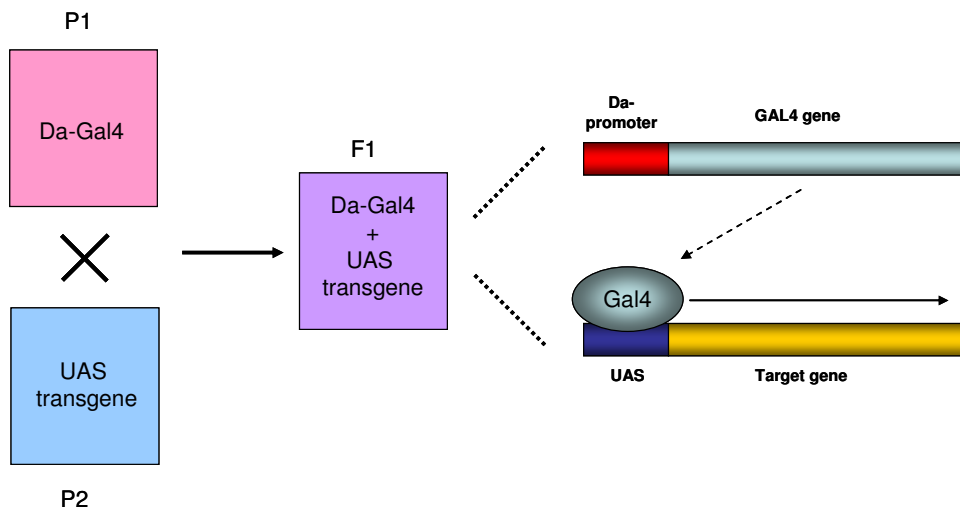 P1
Da-Gal4
UAS
transgene
P2
F1
Da-Gal4
+
UAS
transgene
Da-
promoter
GAL4 gene
Gal4
UAS
Target gene